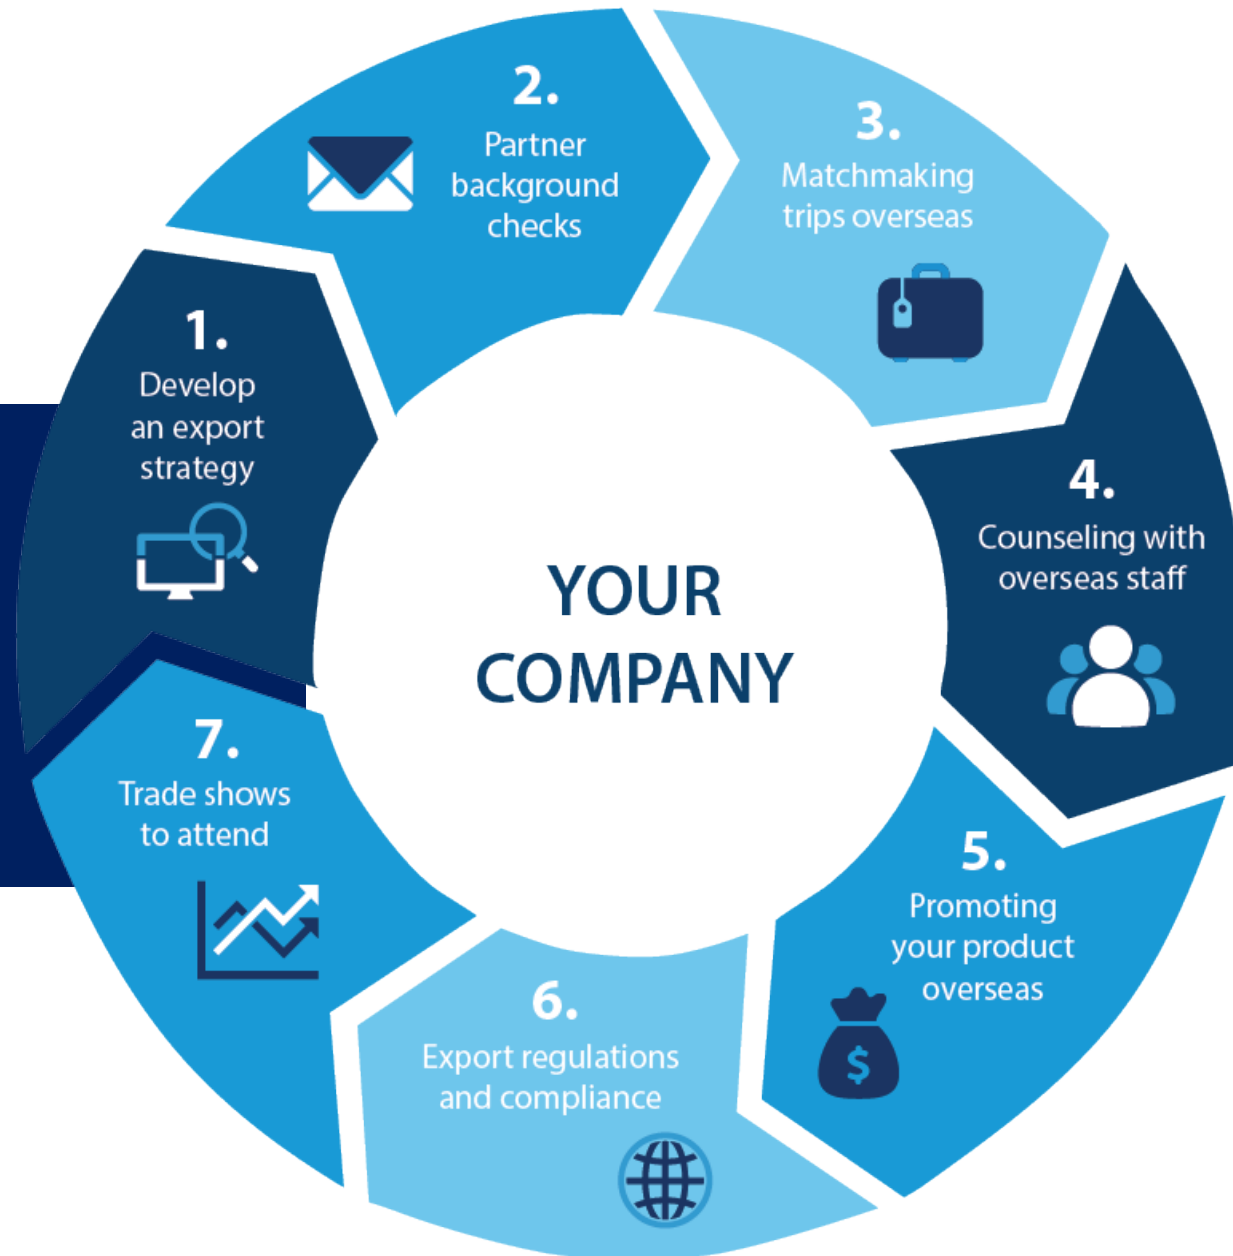 1.
Develop
an export
strategy
2.
Partner
background
checks
3.
Matchmaking
trips overseas
4.
Counseling with
overseas staff
5.
Promoting
your product
overseas
$
6.
Export regulations
and compliance
7.
Trade shows
to attend
YOUR
COMPANY